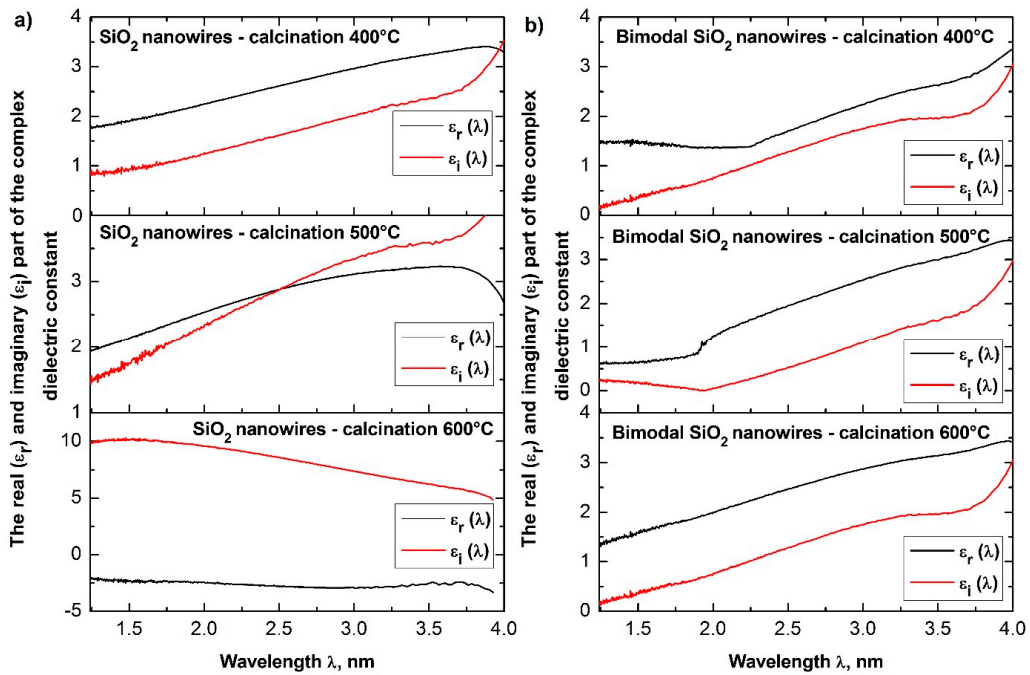 a)
The real (εr) and imaginary (εi) part of the complex
dielectric constant
SiO2 nanowires - calcination 400°C
4
3
2
1
0
εr (λ)
εi (λ)
SiO2 nanowires - calcination 500°C
3
2
1
εr (λ)
εi (λ)
SiO2 nanowires - calcination 600°C
10
5
0
-5
εr (λ)
εi (λ)
1.5 2.0 2.5 3.0 3.5 4.0
Wavelength λ, nm
b)
The real (εr) and imaginary (εi) part of the complex
dielectric constant
Bimodal SiO2 nanowires - calcination 400°C
4
3
2
1
0
εr (λ)
εi (λ)
Bimodal SiO2 nanowires - calcination 500°C
3
2
1
0
εr (λ)
εi (λ)
Bimodal SiO2 nanowires - calcination 600°C
4
3
2
1
0
εr (λ)
εi (λ)
1.5 2.0 2.5 3.0 3.5 4.0
Wavelength λ, nm